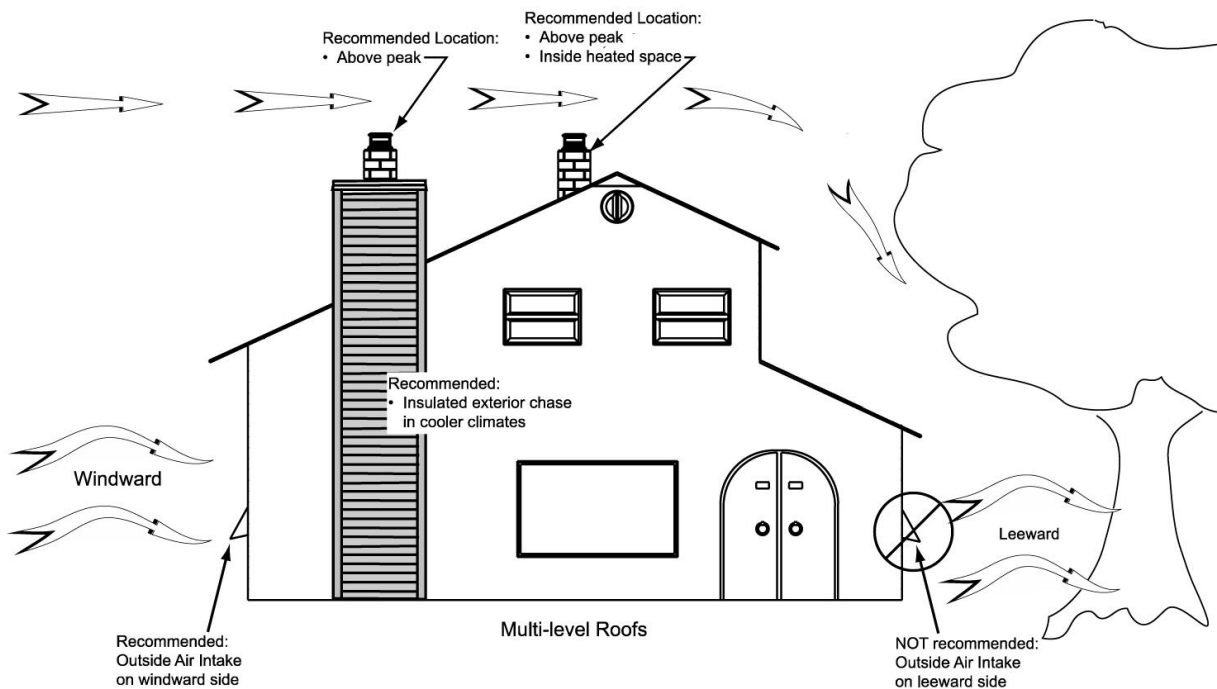 Recommended Location:
• Above peak
Recommended Location:
• Above peak
• Inside heated space
Recommended:
• Insulated exterior chase
in cooler climates
Windward
Leeward
Recommended:
Outside Air Intake
on windward side
Multi-level Roofs
NOT recommended:
Outside Air Intake
on leeward side